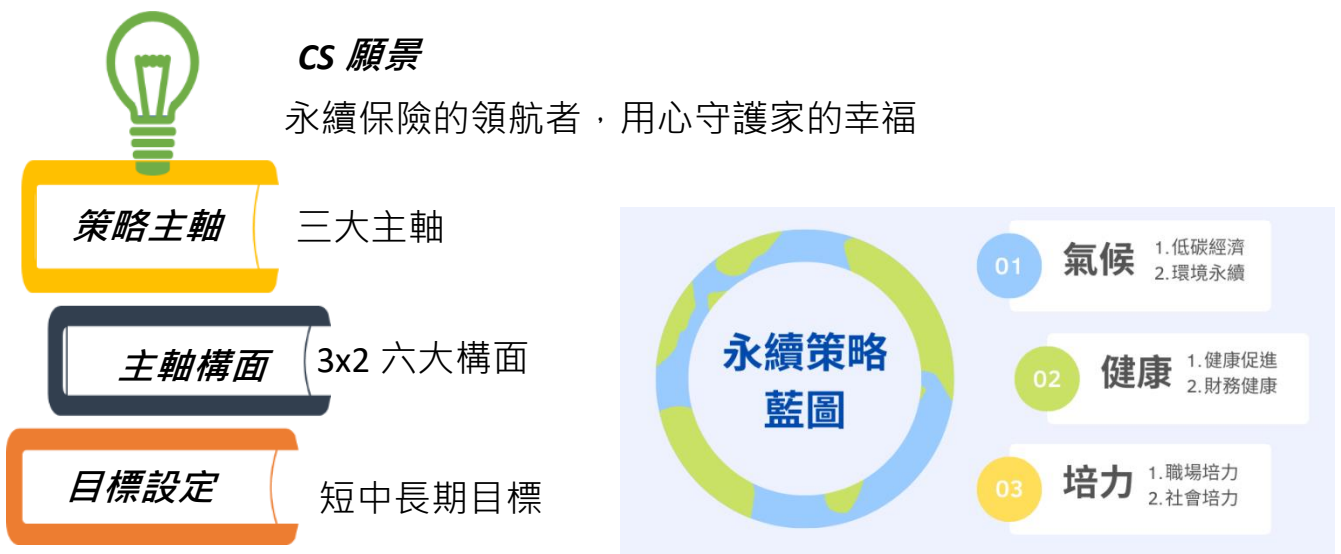 CS 願景
永續保險的領航者，用心守護家的幸福
策略主軸
三大主軸
主軸構面
3x2 六大構面
目標設定
短中長期目標
永續策略
藍圖
01
氣候
1.低碳經濟
2.環境永續
02
健康
1.健康促進
2.財務健康
03
培力
1.職場培力
2.社會培力